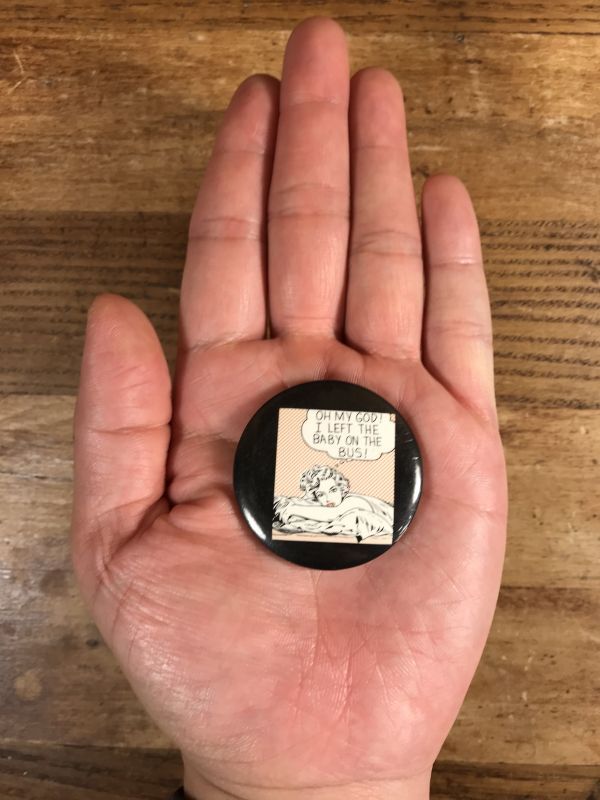 OH MY GOD!
I LEFT THE
BABY ON THE
BUS!